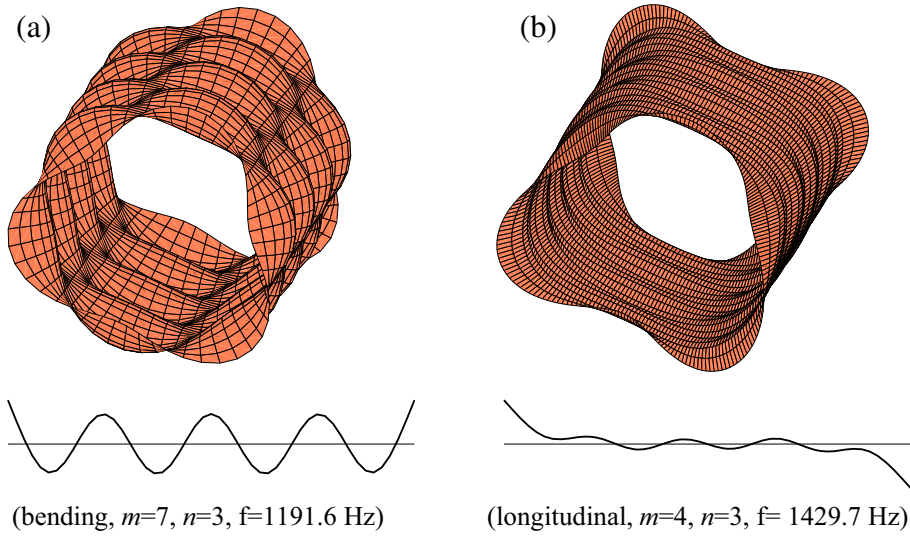 (a)
(b)
(bending, m=7, n=3, f=1191.6 Hz)
(longitudinal, m=4, n=3, f= 1429.7 Hz)